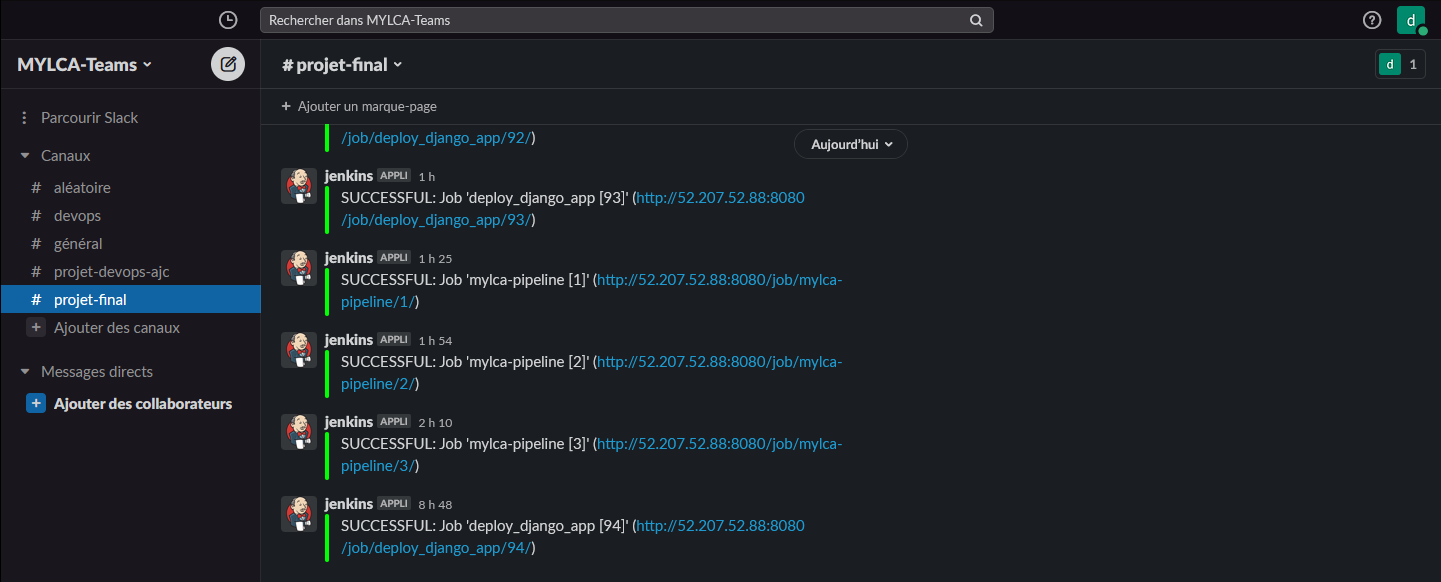 Rechercher dans MYLCA-Teams
d
MYLCA-Teams
# projet-final
d 1
+ Ajouter un marque-page
Parcourir Slack
Canaux
# aléatoire
# devops
# général
# projet-devops-ajc
# projet-final
+ Ajouter des canaux
Messages directs
+ Ajouter des collaborateurs
/job/deploy_django_app/92/)
Aujourd'hui
jenkins APPLI 1 h
SUCCESSFUL: Job 'deploy_django_app [93]' (http://52.207.52.88:8080
/job/deploy_django_app/93/)
jenkins APPLI 1 h 25
SUCCESSFUL: Job 'mylca-pipeline [1]' (http://52.207.52.88:8080/job/mylca-
pipeline/1/)
jenkins APPLI 1 h 54
SUCCESSFUL: Job 'mylca-pipeline [2]' (http://52.207.52.88:8080/job/mylca-
pipeline/2/)
jenkins APPLI 2 h 10
SUCCESSFUL: Job 'mylca-pipeline [3]' (http://52.207.52.88:8080/job/mylca-
pipeline/3/)
jenkins APPLI 8 h 48
SUCCESSFUL: Job 'deploy_django_app [94]' (http://52.207.52.88:8080
/job/deploy_django_app/94/)